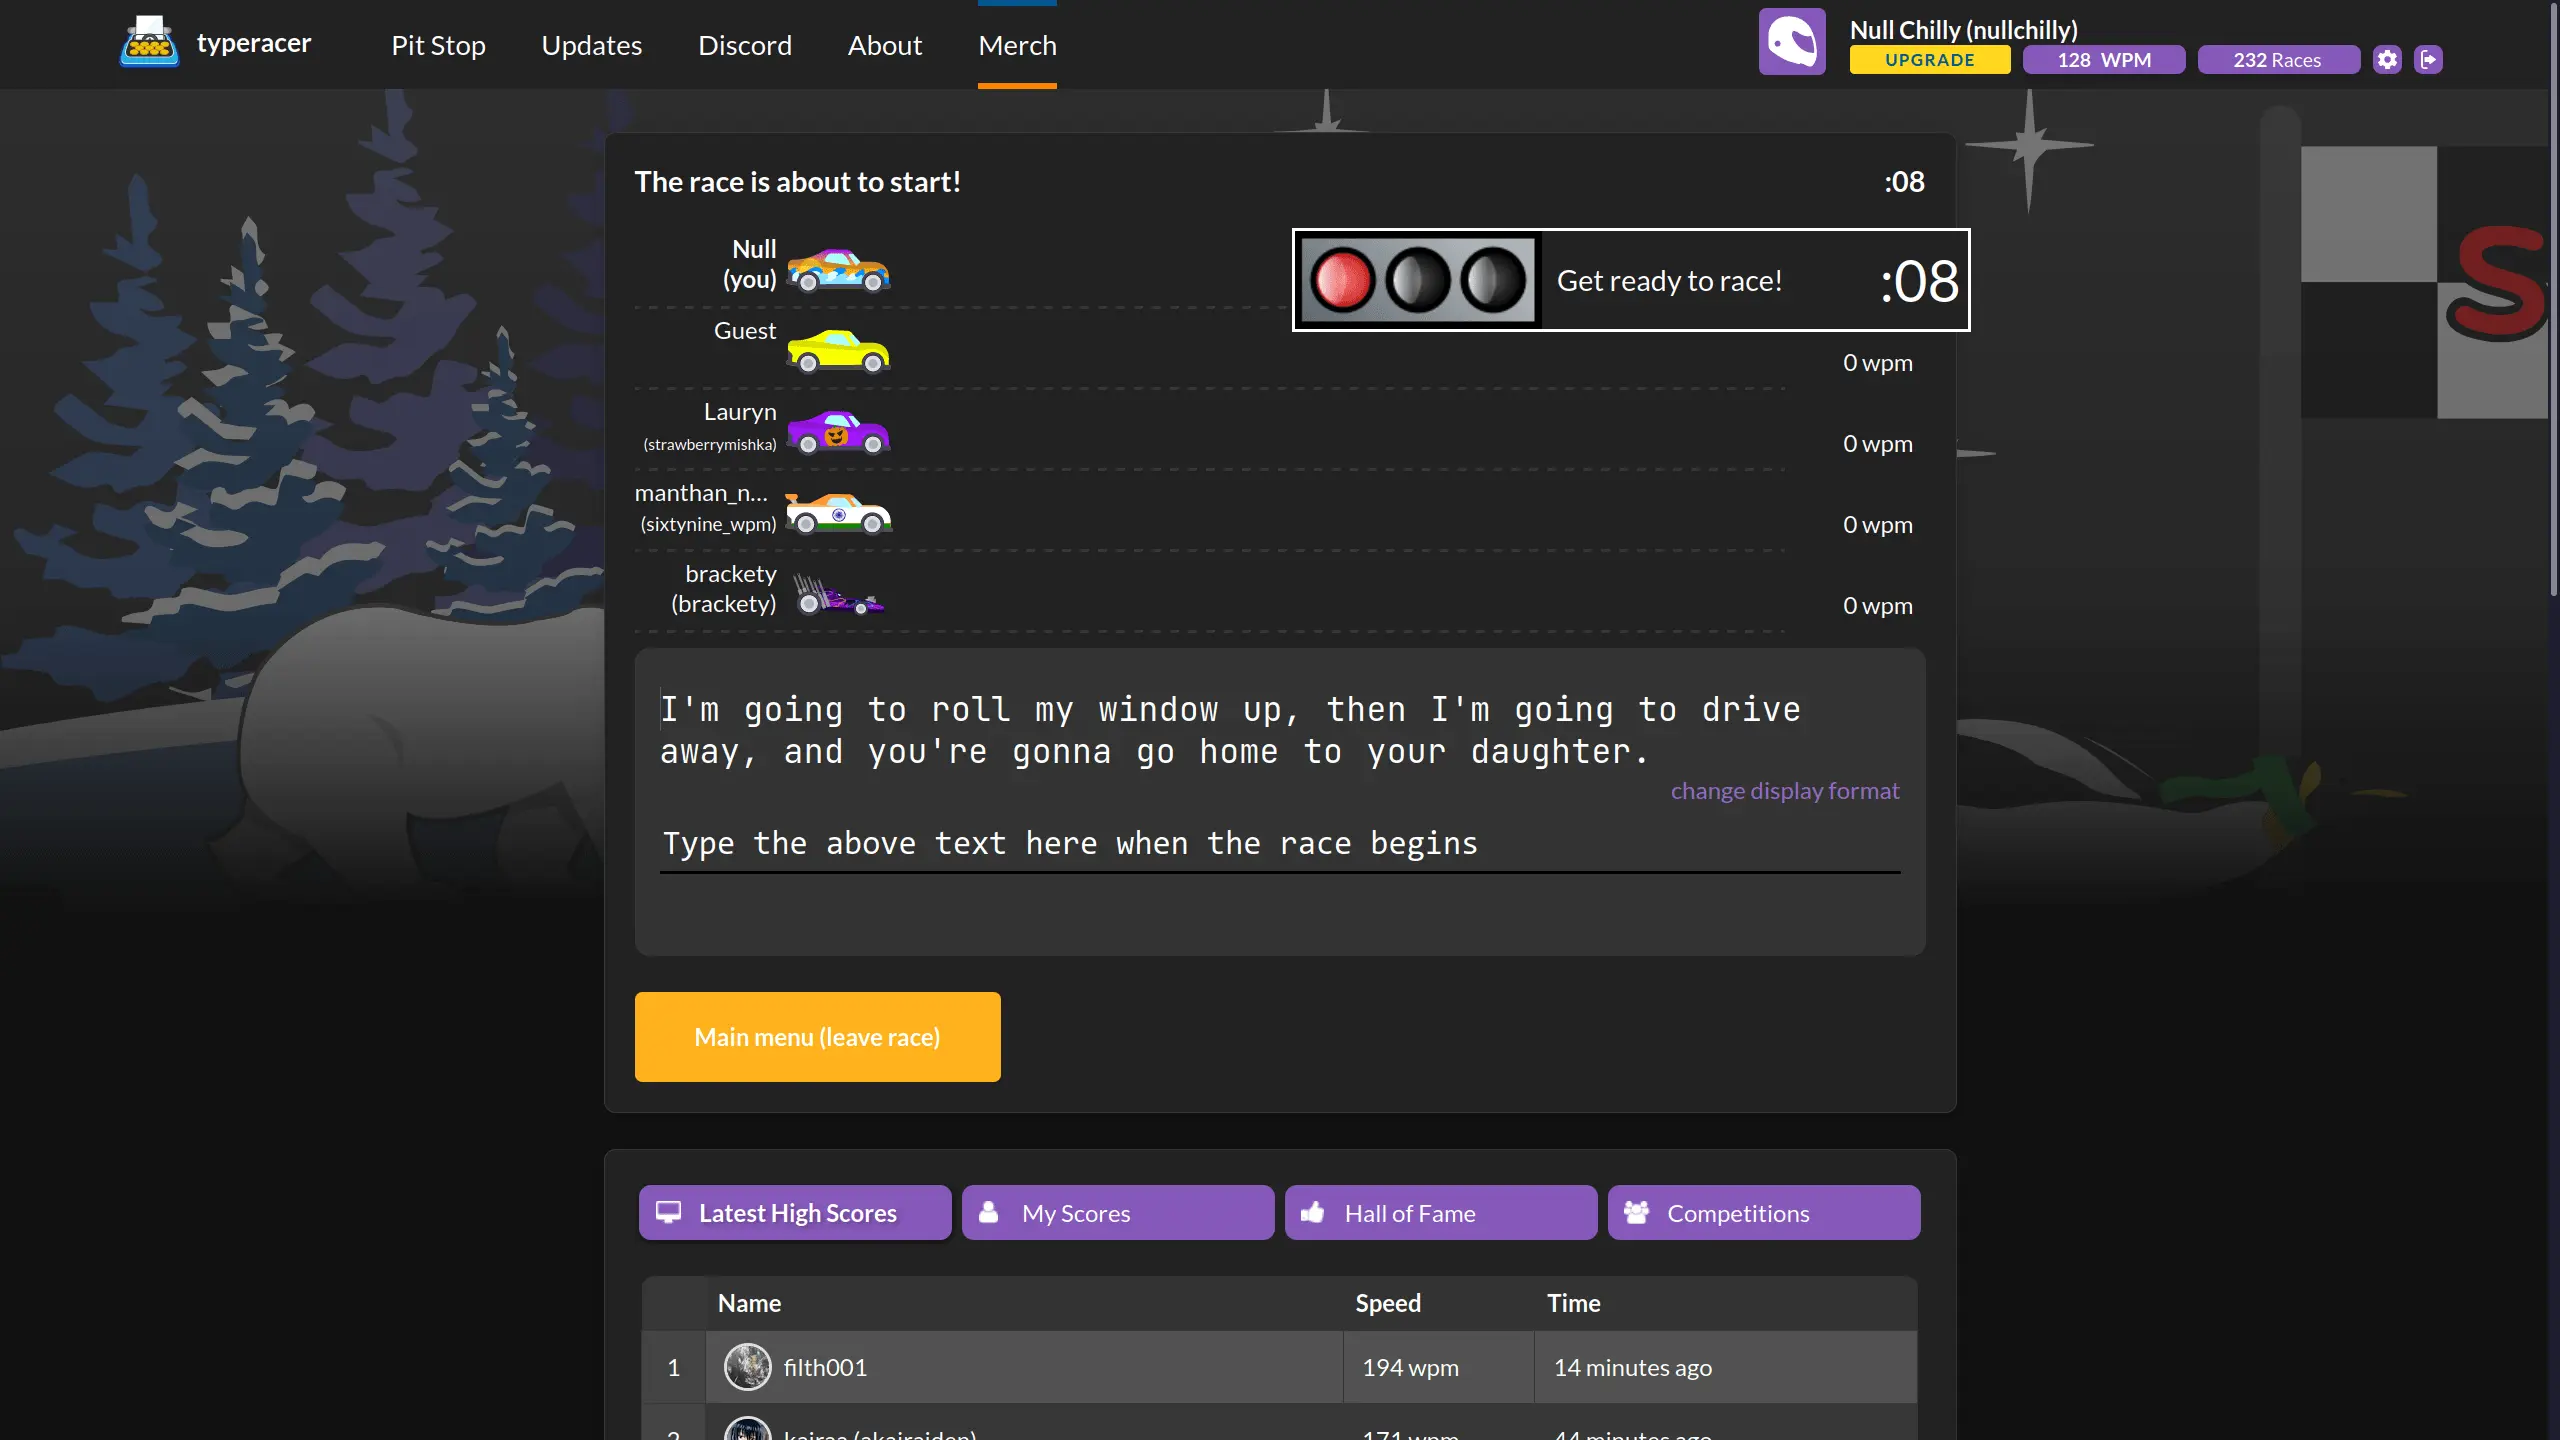 typeracer
Pit Stop
Updates
Discord
About
Merch
Null Chilly (nullchilly)
UPGRADE
128 WPM
232 Races
The race is about to start!
:08
Null
(you)
Get ready to race!
:08
Guest
0 wpm
Lauryn
(strawberrymishka)
0 wpm
manthan_n...
(sixtynine_wpm)
0 wpm
brackety
(brackety)
0 wpm
S
I'm going to roll my window up, then I'm going to drive
away, and you're gonna go home to your daughter.
change display format
Type the above text here when the race begins
Main menu (leave race)
Latest High Scores
My Scores
Hall of Fame
Competitions
Name
Speed
Time
1
filth001
194 wpm
14 minutes ago
2
kairaa (akairaiden)
171 wpm
44 minutes ago